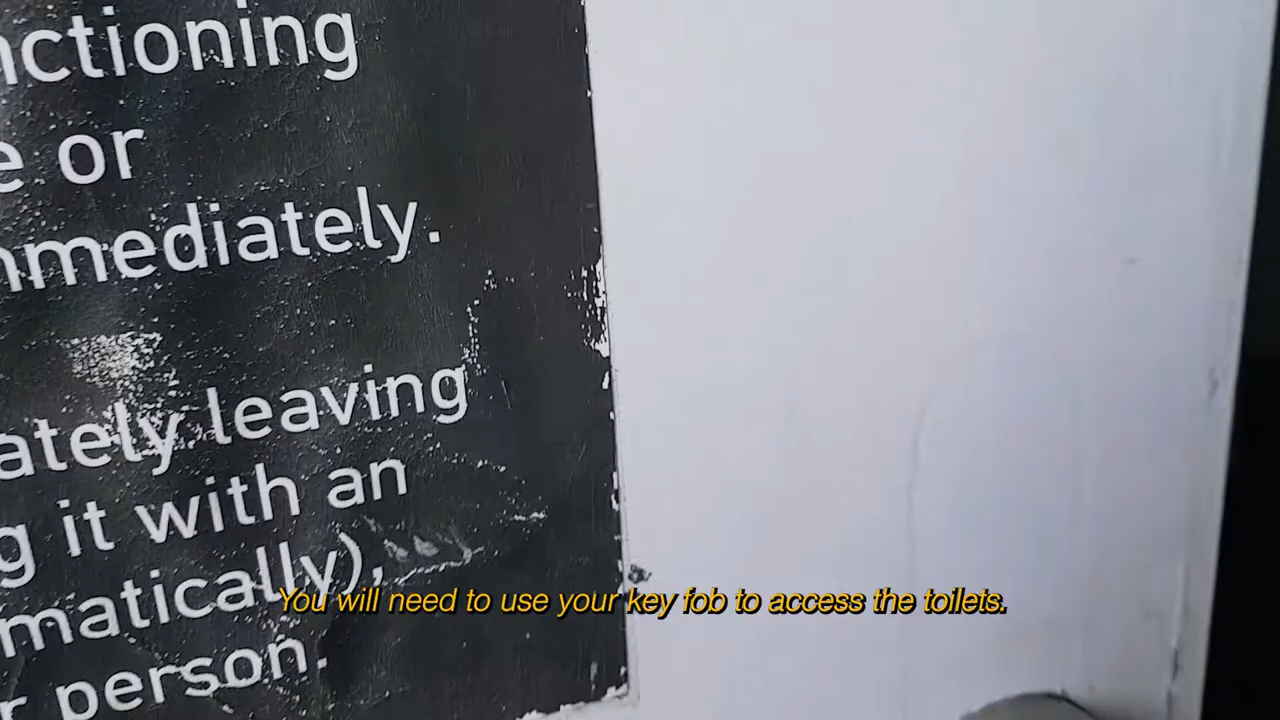 nctioning
e or
mmediately.
ately leaving
g it with an
matically),
r person.
You will need to use your key fob to access the toilets.